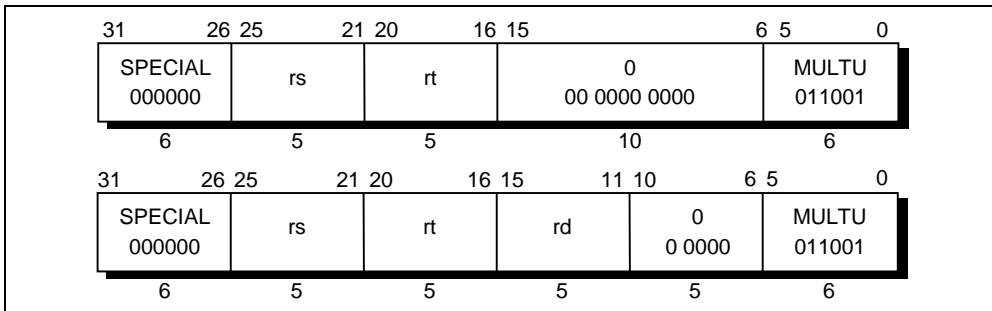 31 26 25 21 20 16 15 6 5 0
SPECIAL rs rt 0 MULTU
000000 00 0000 0000 011001
6 5 5 10 6
31 26 25 21 20 16 15 11 10 6 5 0
SPECIAL rs rt rd 0 MULTU
000000 0 0000 011001
6 5 5 5 5 6